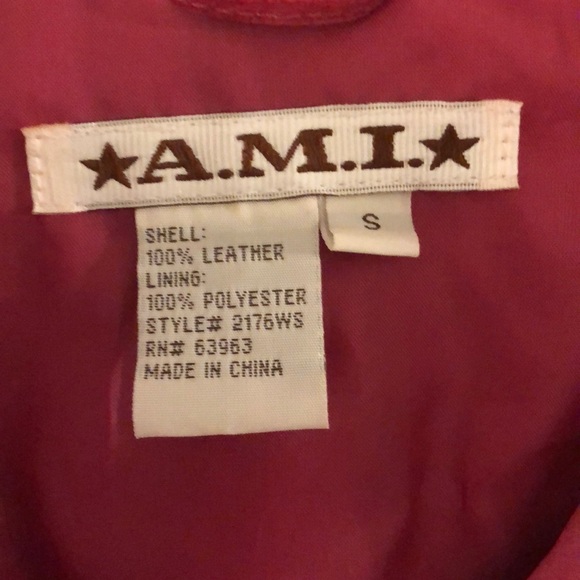 ★A.M.I.★
S
SHELL:
100% LEATHER
LINING:
100% POLYESTER
STYLE# 2176WS
RN# 63963
MADE IN CHINA